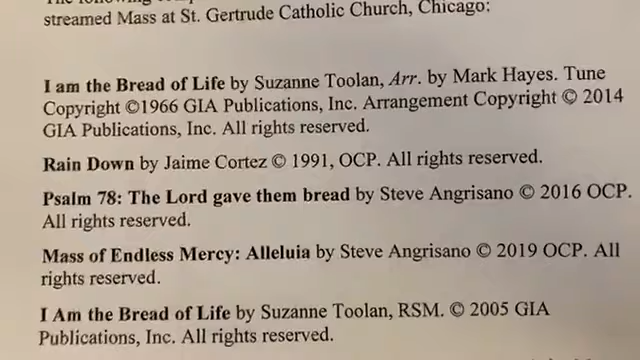 streamed Mass at St. Gertrude Catholic Church, Chicago:
I am the Bread of Life by Suzanne Toolan, Arr. by Mark Hayes. Tune
Copyright ©1966 GIA Publications, Inc. Arrangement Copyright © 2014
GIA Publications, Inc. All rights reserved.
Rain Down by Jaime Cortez © 1991, OCP. All rights reserved.
Psalm 78: The Lord gave them bread by Steve Angrisano © 2016 OCP.
All rights reserved.
Mass of Endless Mercy: Alleluia by Steve Angrisano © 2019 OCP. All
rights reserved.
I Am the Bread of Life by Suzanne Toolan, RSM. © 2005 GIA
Publications, Inc. All rights reserved.